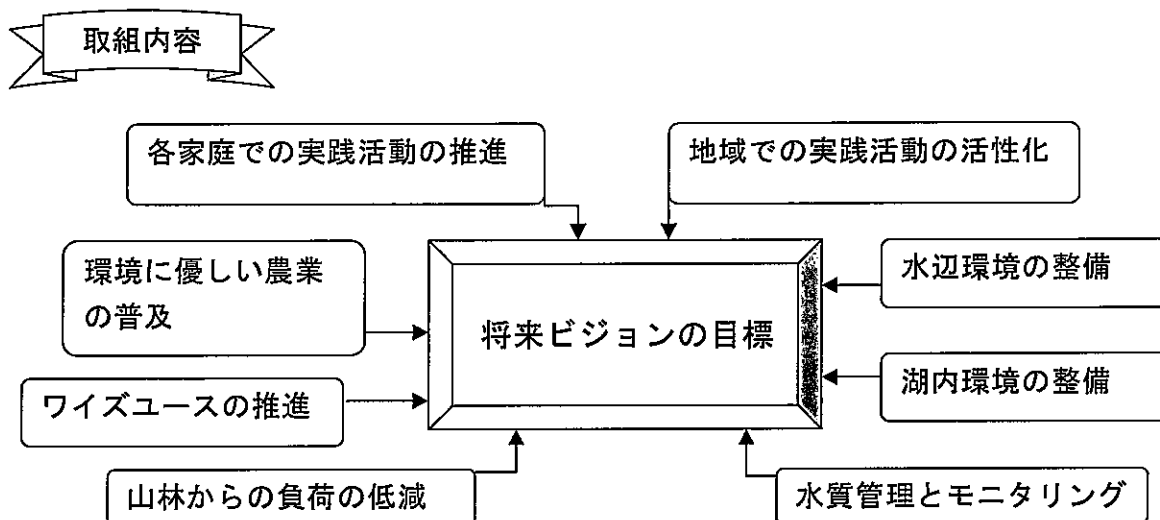 取組内容
各家庭での実践活動の推進
地域での実践活動の活性化
環境に優しい農業
の普及
水辺環境の整備
将来ビジョンの目標
湖内環境の整備
ワイズユースの推進
山林からの負荷の低減
水質管理とモニタリング